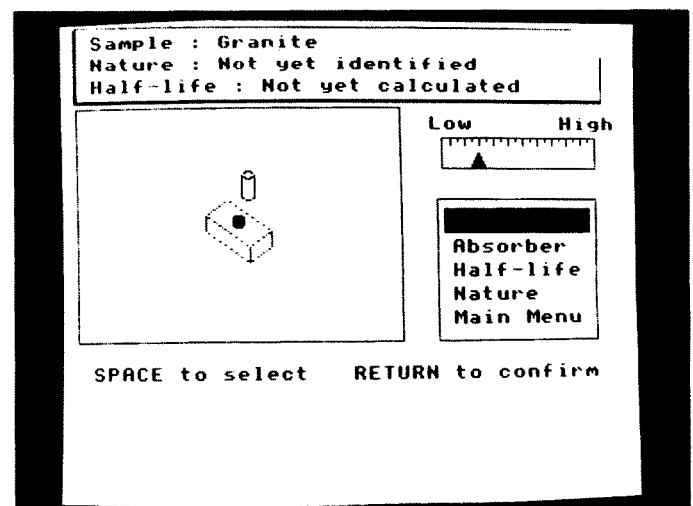 Sample : Granite
Nature : Not yet identified
Half-life : Not yet calculated
Low High
Absorber
Half-life
Nature
Main Menu
SPACE to select RETURN to confirm